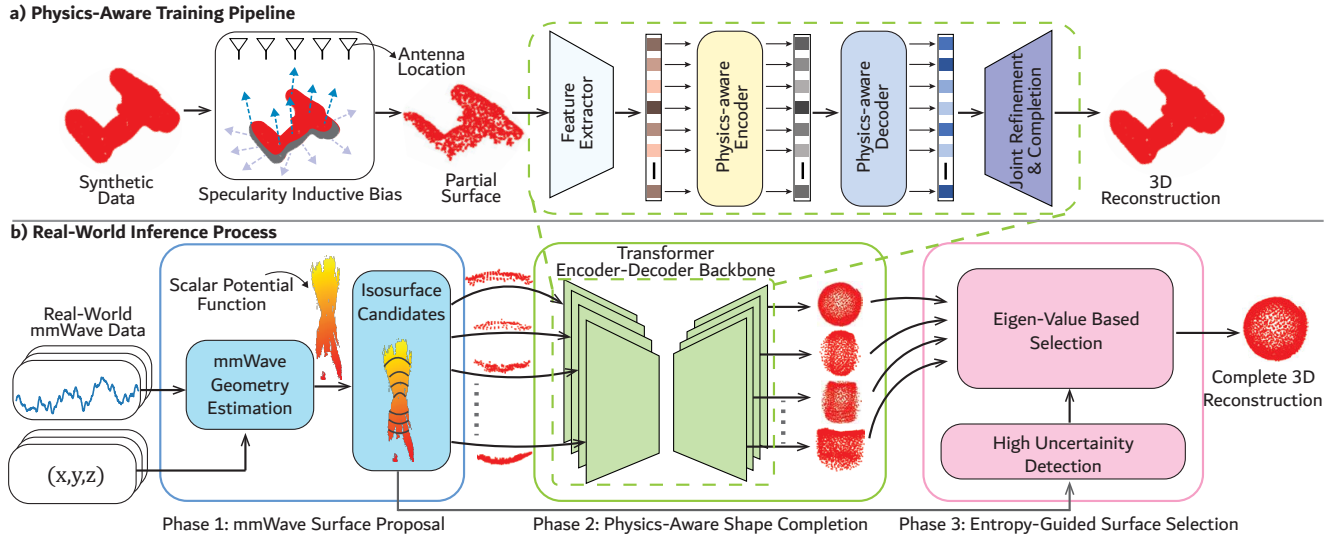 a) Physics-Aware Training Pipeline
Antenna
Location
Synthetic
Data
Specularity Inductive Bias
Partial
Surface
Feature
Extractor
Physics-aware
Encoder
Physics-aware
Decoder
Joint Refinement
& Completion
3D
Reconstruction
b) Real-World Inference Process
Scalar Potential
Function
Real-World
mmWave Data
(x,y,z)
mmWave
Geometry
Estimation
Isosurface
Candidates
Transformer
Encoder-Decoder Backbone
Eigen-Value Based
Selection
High Uncertainity
Detection
Complete 3D
Reconstruction
Phase 1: mmWave Surface Proposal
Phase 2: Physics-Aware Shape Completion
Phase 3: Entropy-Guided Surface Selection